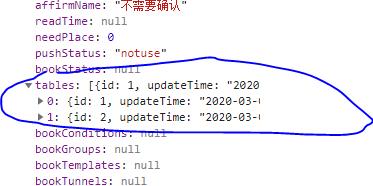 affirmName: "不需要确认"
readTime: null
needPlace: 0
pushStatus: "notuse"
bookStatus: null
▼ tables: [{id: 1, updateTime: "2020
▶ 0: {id: 1, updateTime: "2020-03-0
▶ 1: {id: 2, updateTime: "2020-03-0
bookConditions: null
bookGroups: null
bookTemplates: null
bookTunnels: null